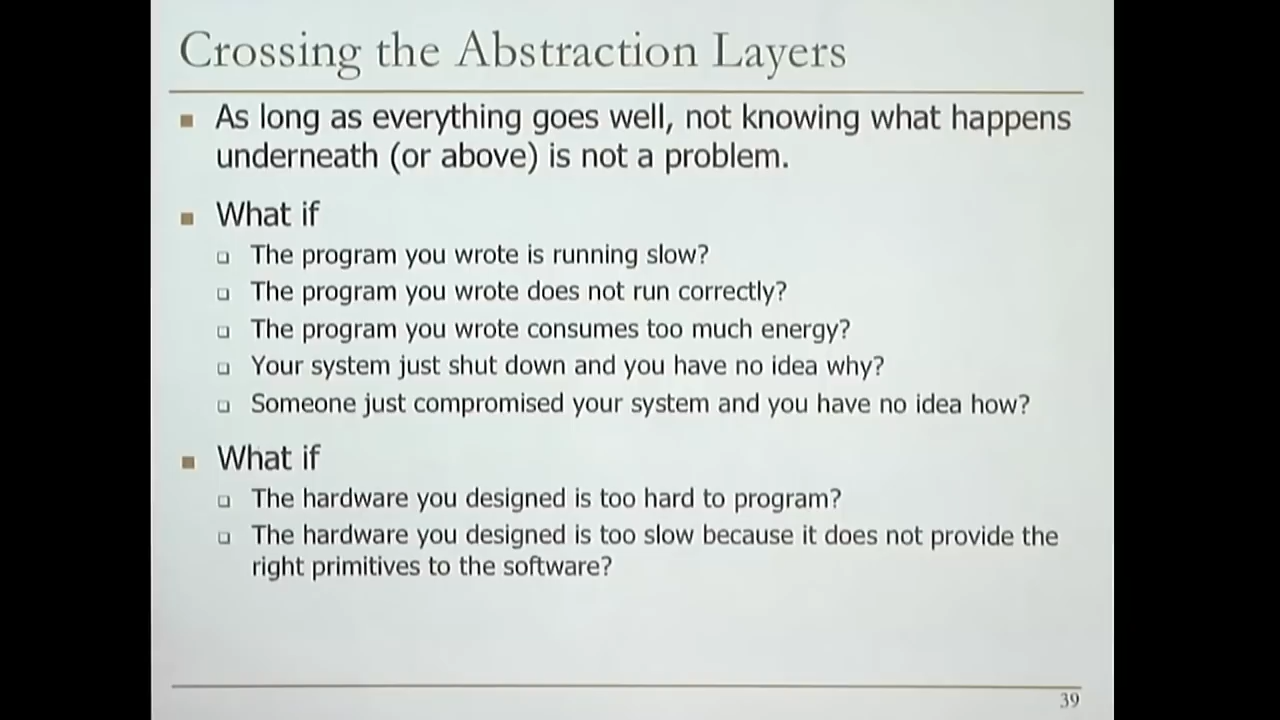 Crossing the Abstraction Layers
As long as everything goes well, not knowing what happens
underneath (or above) is not a problem.
What if
The program you wrote is running slow?
The program you wrote does not run correctly?
The program you wrote consumes too much energy?
Your system just shut down and you have no idea why?
Someone just compromised your system and you have no idea how?
What if
The hardware you designed is too hard to program?
The hardware you designed is too slow because it does not provide the
right primitives to the software?
39